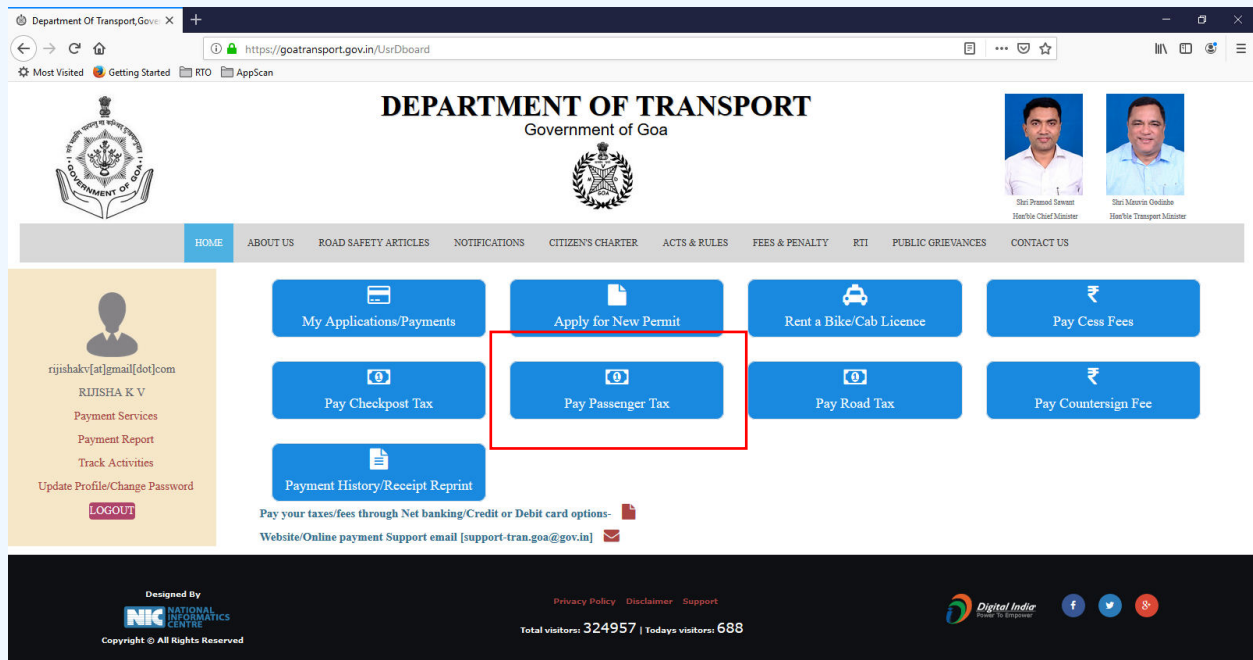 Department Of Transport,Gove
https://goatransport.gov.in/UsrDboard
Most Visited Getting Started RTO AppScan
DEPARTMENT OF TRANSPORT
Government of Goa
GOVERNMENT OF GOA
GOA
Shri Pramod Sawant
Hon'ble Chief Minister
Shri Mauvin Godinho
Hon'ble Transport Minister
HOME ABOUT US ROAD SAFETY ARTICLES NOTIFICATIONS CITIZEN'S CHARTER ACTS & RULES FEES & PENALTY RTI PUBLIC GRIEVANCES CONTACT US
rijishakv[at]gmail[dot]com
RIJISHA K V
Payment Services
Payment Report
Track Activities
Update Profile/Change Password
LOGOUT
My Applications/Payments
Apply for New Permit
Rent a Bike/Cab Licence
₹
Pay Cess Fees
Pay Checkpost Tax
Pay Passenger Tax
Pay Road Tax
₹
Pay Countersign Fee
Payment History/Receipt Reprint
Pay your taxes/fees through Net banking/Credit or Debit card options-
Website/Online payment Support email [support-tran.goa@gov.in]
Designed By
NIC NATIONAL
INFORMATICS
CENTRE
Copyright © All Rights Reserved
Privacy Policy Disclaimer Support
Total visitors: 324957 | Todays visitors: 688
Digital India
Power To Empower